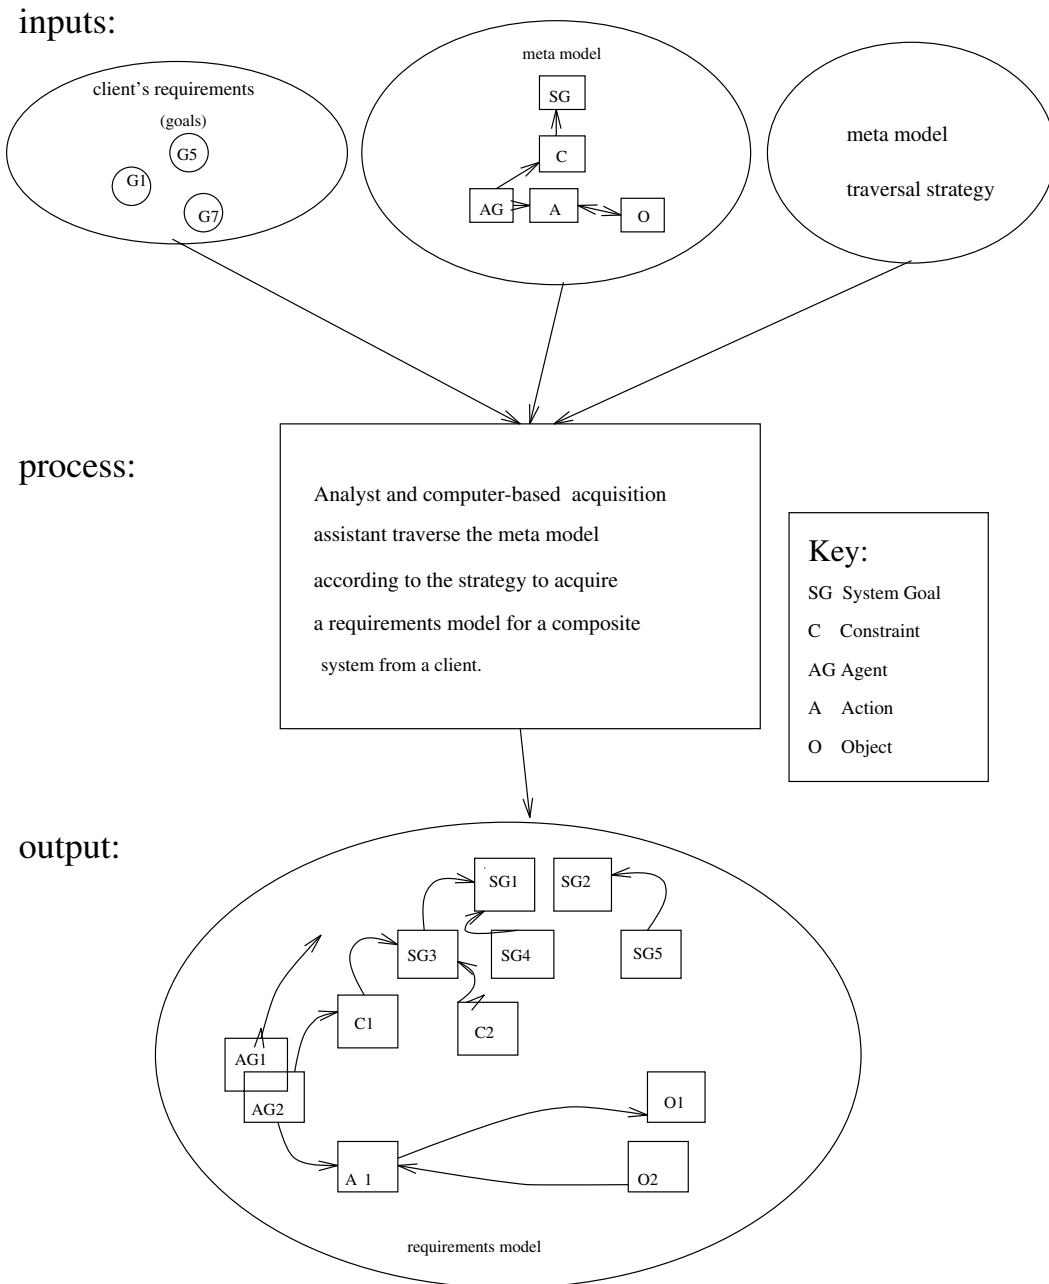 inputs:
client's requirements
(goals)
G5
G1
G7
meta model
SG
C
AG
A
O
meta model
traversal strategy
process:
Analyst and computer-based acquisition
assistant traverse the meta model
according to the strategy to acquire
a requirements model for a composite
system from a client.
Key:
SG System Goal
C Constraint
AG Agent
A Action
O Object
output:
SG1
SG2
SG3
SG4
SG5
C1
C2
AG1
AG2
O1
A 1
O2
requirements model